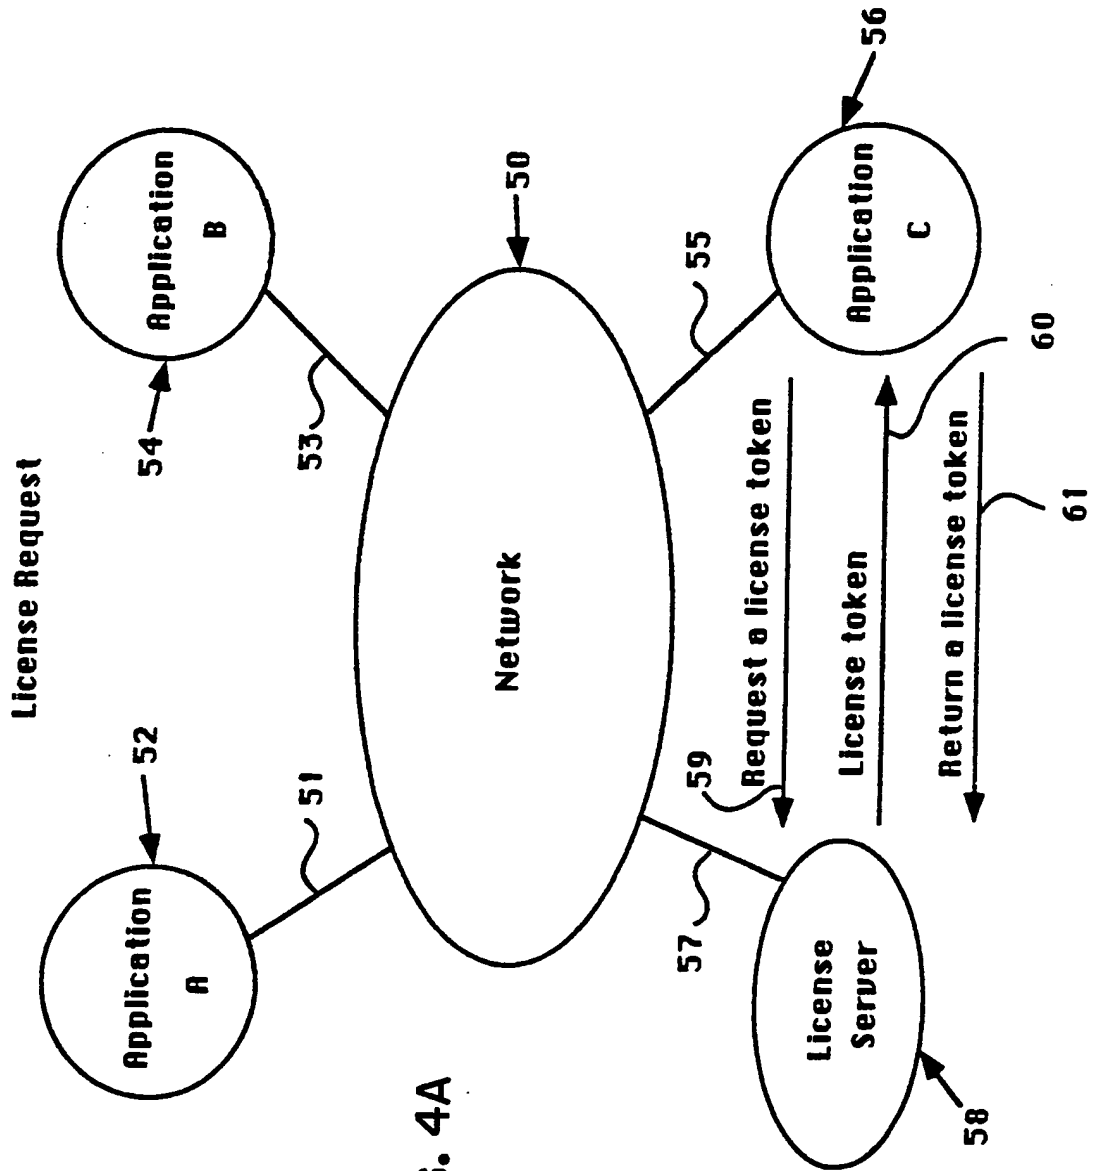 License Request
Application
A
52
54
Application
B
51
53
G. 4A
Network
50
57
59
55
Request a license token
License
Server
License token
Application
C
56
Return a license token
58
60
61